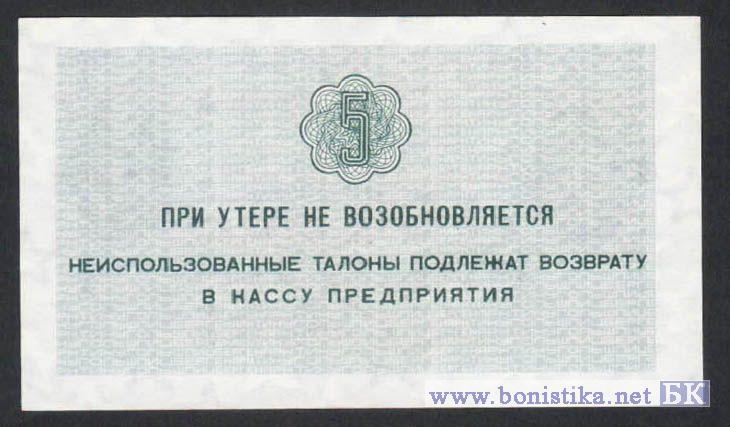 5
ПРИ УТЕРЕ НЕ ВОЗОБНОВЛЯЕТСЯ
НЕИСПОЛЬЗОВАННЫЕ ТАЛОНЫ ПОДЛЕЖАТ ВОЗВРАТУ
В КАССУ ПРЕДПРИЯТИЯ
www.bonistika.net БК